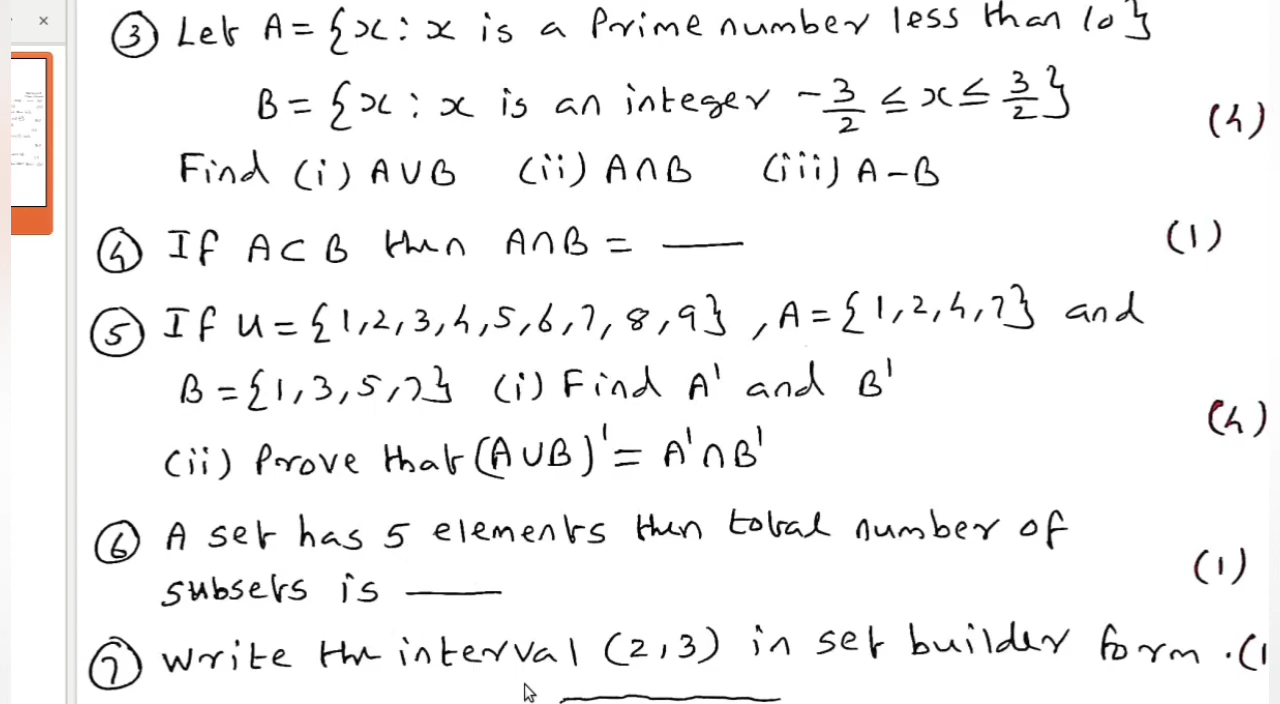 ③ Let A = {x : x is a Prime number less than 10}
B = {x : x is an integer -3/2 ≤ x ≤ 3/2}
(4)
Find (i) A∪B (ii) A∩B (iii) A-B
④ If A⊂B then A∩B = ___ (1)
⑤ If U = {1,2,3,4,5,6,7,8,9}, A = {1,2,4,7} and
B = {1,3,5,7} (i) Find A' and B'
(4)
(ii) Prove that (A∪B)' = A'∩B'
⑥ A set has 5 elements then total number of
subsets is ___ (1)
⑦ Write the interval (2,3) in set builder form. (1